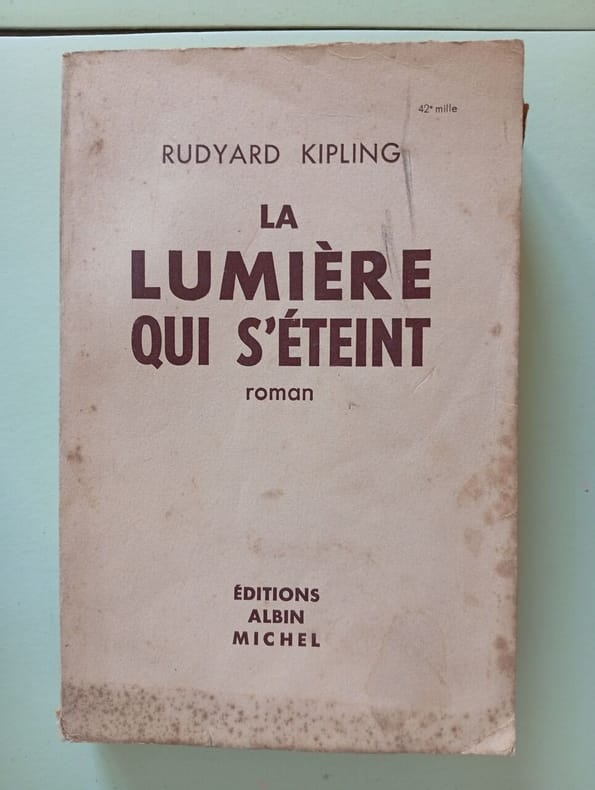 42e mille
RUDYARD KIPLING
LA
LUMIÈRE
QUI S'ÉTEINT
roman
ÉDITIONS
ALBIN
MICHEL